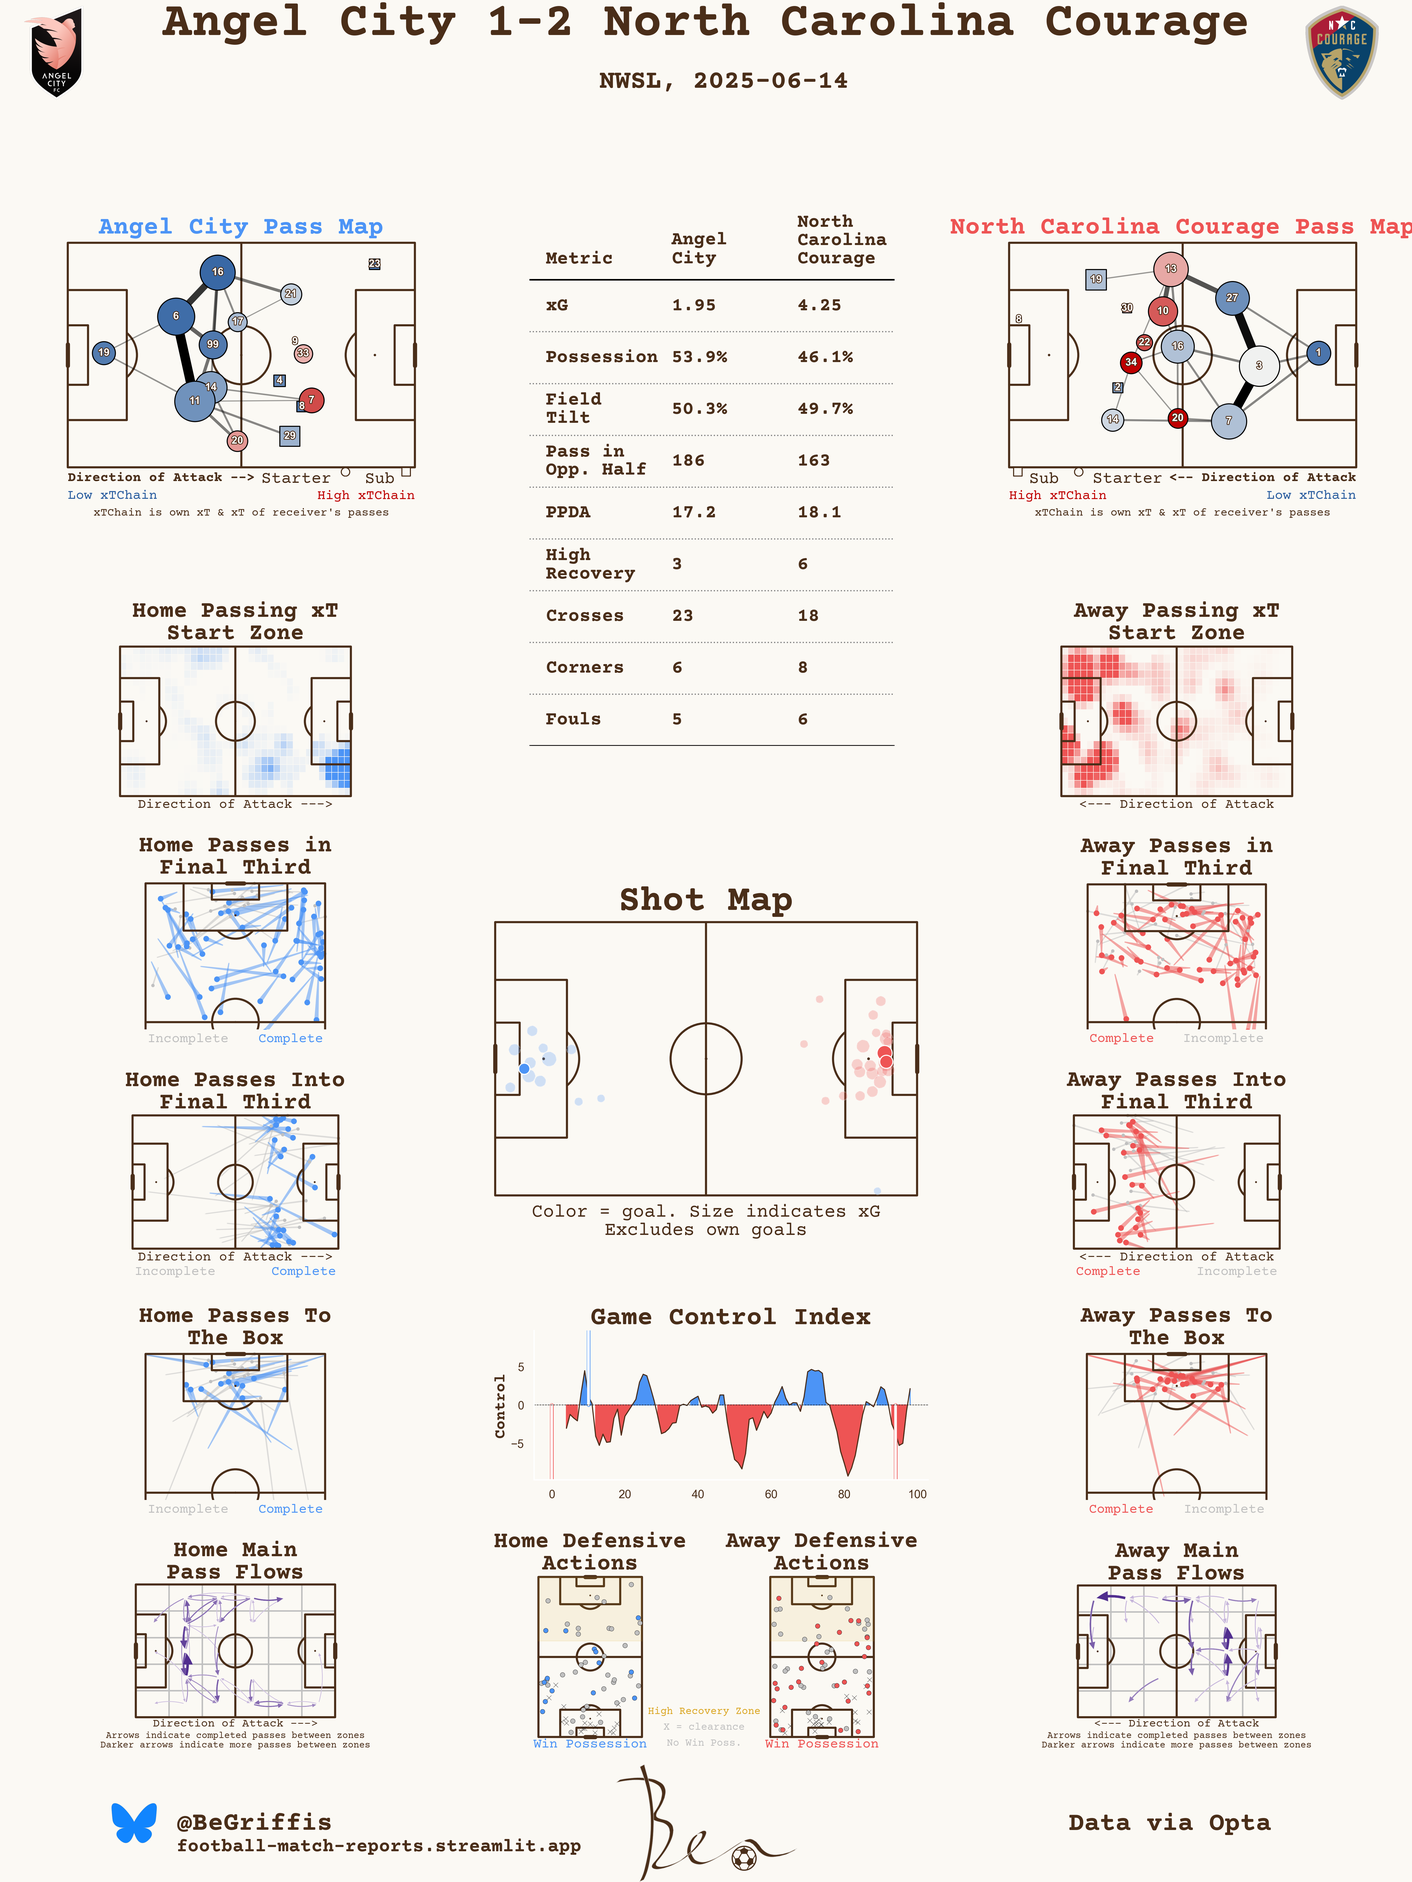 Angel City 1-2 North Carolina Courage
NWSL, 2025-06-14
ANGEL
CITY
FC
N C
COURAGE
Angel City Pass Map
16
23
21
6
17
99
9
33
19
14
4
11
7
8
20
29
Direction of Attack --> Starter Sub
Low xTChain High xTChain
xTChain is own xT & xT of receiver's passes
Metric Angel City North Carolina Courage
xG 1.95 4.25
Possession 53.9% 46.1%
Field Tilt 50.3% 49.7%
Pass in Opp. Half 186 163
PPDA 17.2 18.1
High Recovery 3 6
Crosses 23 18
Corners 6 8
Fouls 5 6
North Carolina Courage Pass Map
13
19
27
30
10
8
22
16
1
34
3
2
14
20
7
Sub Starter <-- Direction of Attack
High xTChain Low xTChain
xTChain is own xT & xT of receiver's passes
Home Passing xT
Start Zone
Direction of Attack --->
Away Passing xT
Start Zone
<--- Direction of Attack
Home Passes in
Final Third
Incomplete Complete
Shot Map
Color = goal. Size indicates xG
Excludes own goals
Away Passes in
Final Third
Complete Incomplete
Home Passes Into
Final Third
Direction of Attack --->
Incomplete Complete
Away Passes Into
Final Third
<--- Direction of Attack
Complete Incomplete
Home Passes To
The Box
Incomplete Complete
Game Control Index
Control
5
0
−5
0 20 40 60 80 100
Away Passes To
The Box
Complete Incomplete
Home Main
Pass Flows
Direction of Attack --->
Arrows indicate completed passes between zones
Darker arrows indicate more passes between zones
Home Defensive
Actions
Win Possession
High Recovery Zone
X = clearance
No Win Poss.
Away Defensive
Actions
Win Possession
Away Main
Pass Flows
<--- Direction of Attack
Arrows indicate completed passes between zones
Darker arrows indicate more passes between zones
@BeGriffis
football-match-reports.streamlit.app
Ben
Data via Opta